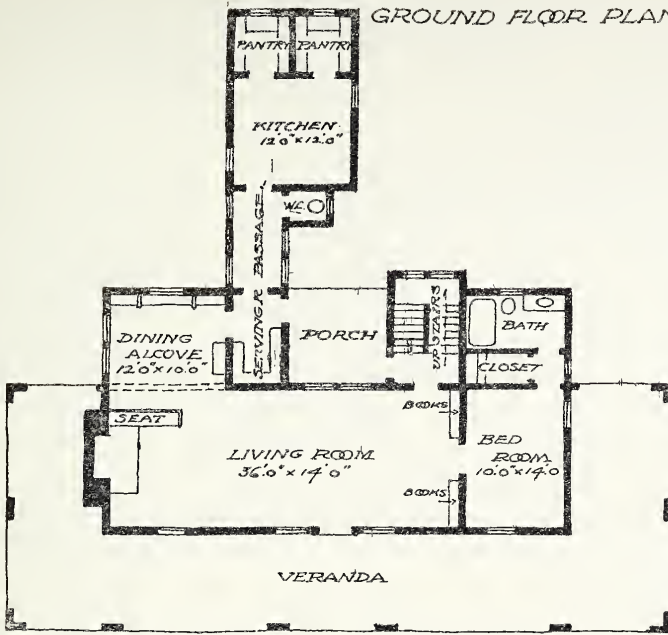 GROUND FLOOR PLAN
PANTRY
PANTRY
KITCHEN
12'0"x12'0"
W.C.
SERVING & PASSAGE
DINING
ALCOVE
12'0"x10'0"
PORCH
UP STAIRS
BATH
CLOSET
SEAT
BOOKS
LIVING ROOM
36'0"x14'0"
BED
ROOM
10'0"x14'0
BOOKS
VERANDA